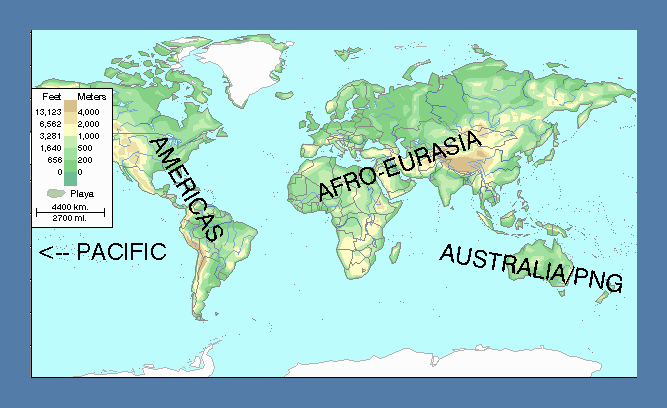 Feet Meters
13,123 4,000
6,562 2,000
3,281 1,000
1,640 500
656 200
0 0
Playa
4400 km.
2700 mi.
AMERICAS
AFRO-EURASIA
<-- PACIFIC
AUSTRALIA/PNG